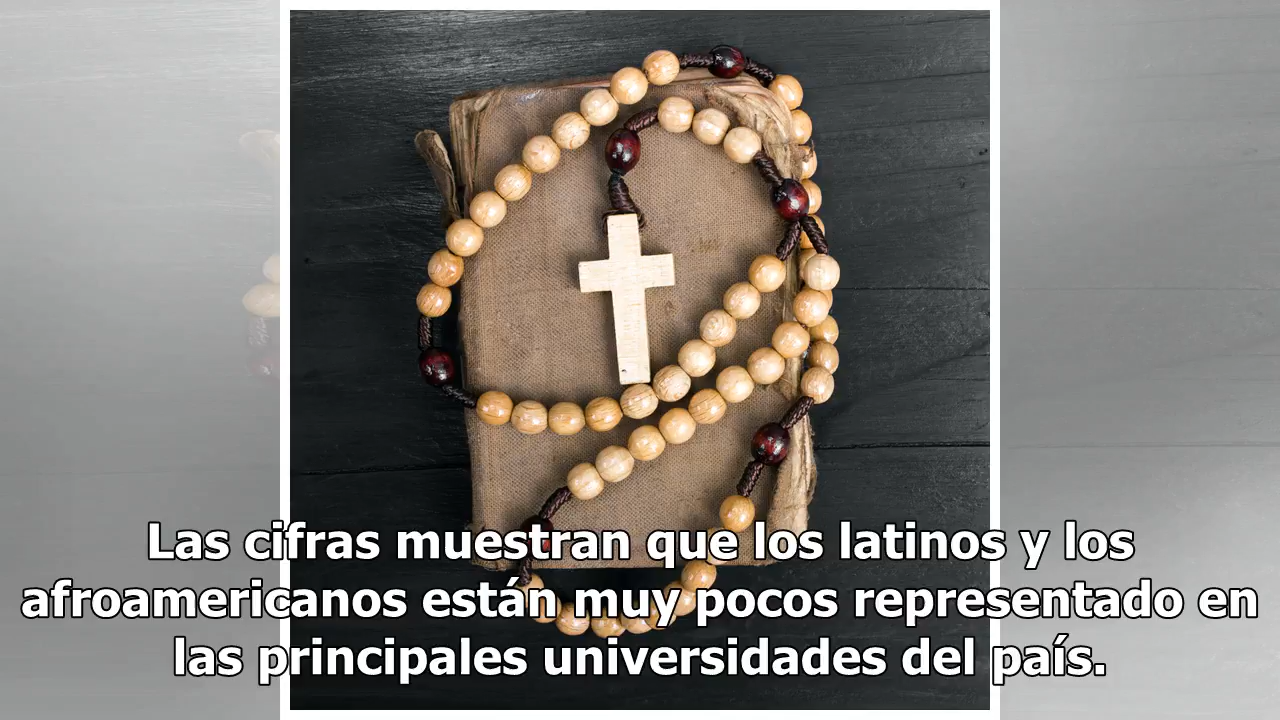 Las cifras muestran que los latinos y los
afroamericanos están muy pocos representado en
las principales universidades del país.